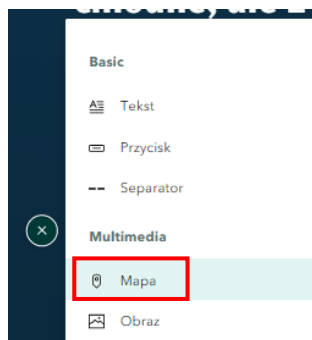 Basic
Tekst
Przycisk
Separator
Multimedia
Mapa
Obraz